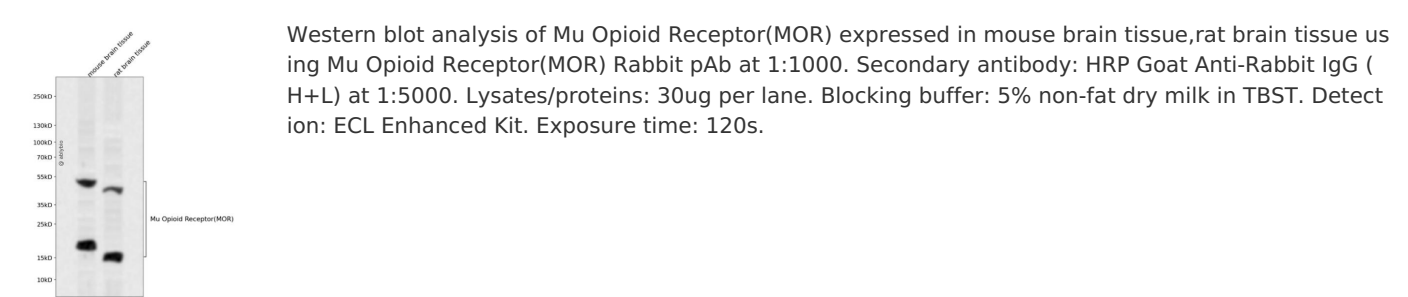 mouse brain tissue
rat brain tissue
Western blot analysis of Mu Opioid Receptor(MOR) expressed in mouse brain tissue,rat brain tissue us
ing Mu Opioid Receptor(MOR) Rabbit pAb at 1:1000. Secondary antibody: HRP Goat Anti-Rabbit IgG (
H+L) at 1:5000. Lysates/proteins: 30ug per lane. Blocking buffer: 5% non-fat dry milk in TBST. Detect
ion: ECL Enhanced Kit. Exposure time: 120s.
250kD
130kD
100kD
70kD
55kD
35kD
25kD
15kD
10kD
Mu Opioid Receptor(MOR)